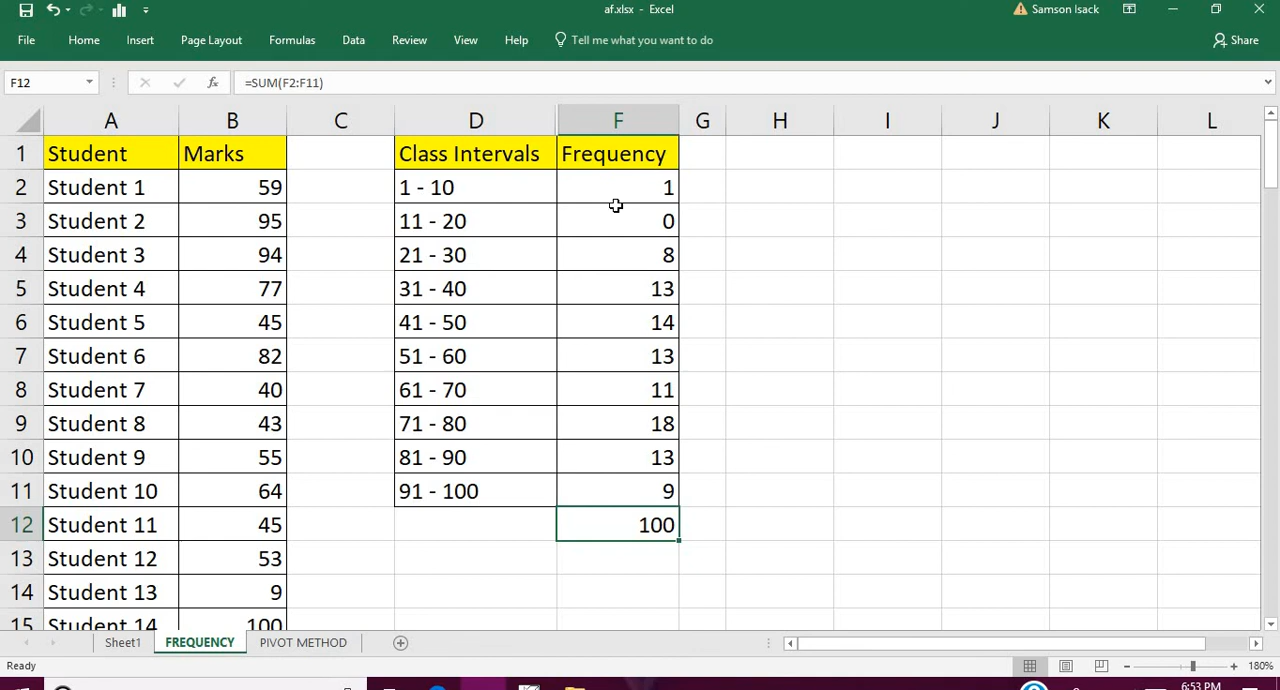 af.xlsx - Excel
Samson Isack
File Home Insert Page Layout Formulas Data Review View Help Tell me what you want to do Share
F12 fx =SUM(F2:F11)
A B C D F G H I J K L
1 Student Marks Class Intervals Frequency
2 Student 1 59 1 - 10 1
3 Student 2 95 11 - 20 0
4 Student 3 94 21 - 30 8
5 Student 4 77 31 - 40 13
6 Student 5 45 41 - 50 14
7 Student 6 82 51 - 60 13
8 Student 7 40 61 - 70 11
9 Student 8 43 71 - 80 18
10 Student 9 55 81 - 90 13
11 Student 10 64 91 - 100 9
12 Student 11 45 100
13 Student 12 53
14 Student 13 9
15 Student 14 100
Sheet1 FREQUENCY PIVOT METHOD
Ready 180%
6:53 PM